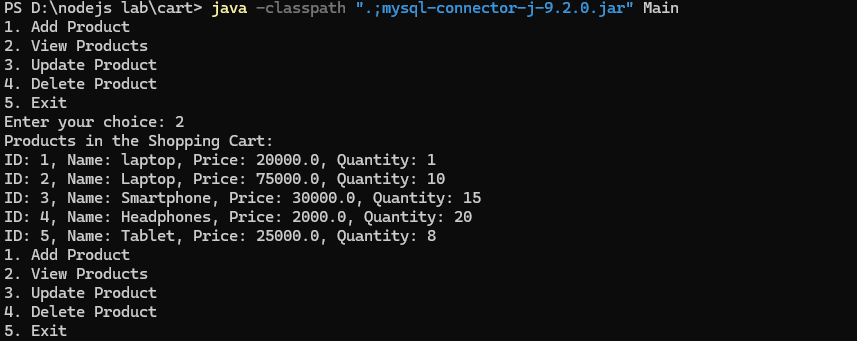 PS D:\nodejs lab\cart> java -classpath ".;mysql-connector-j-9.2.0.jar" Main
1. Add Product
2. View Products
3. Update Product
4. Delete Product
5. Exit
Enter your choice: 2
Products in the Shopping Cart:
ID: 1, Name: laptop, Price: 20000.0, Quantity: 1
ID: 2, Name: Laptop, Price: 75000.0, Quantity: 10
ID: 3, Name: Smartphone, Price: 30000.0, Quantity: 15
ID: 4, Name: Headphones, Price: 2000.0, Quantity: 20
ID: 5, Name: Tablet, Price: 25000.0, Quantity: 8
1. Add Product
2. View Products
3. Update Product
4. Delete Product
5. Exit